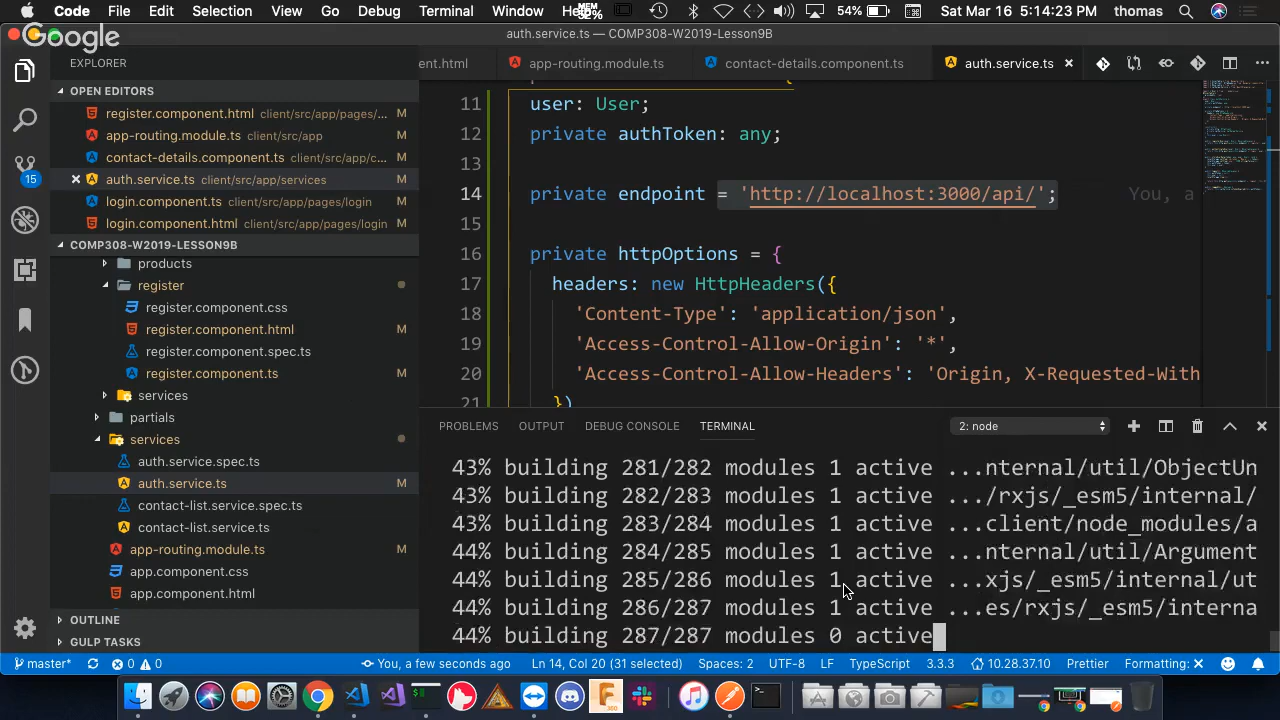 Code File Edit Selection View Go Debug Terminal Window MEM 52% 54% Sat Mar 16 5:14:23 PM thomas
Google
auth.service.ts — COMP308-W2019-Lesson9B
EXPLORER
ent.html app-routing.module.ts contact-details.component.ts auth.service.ts
OPEN EDITORS
register.component.html client/src/app/pages/... M
app-routing.module.ts client/src/app M
contact-details.component.ts client/src/app/c... M
auth.service.ts client/src/app/services M
login.component.ts client/src/app/pages/login M
login.component.html client/src/app/pages/login M
COMP308-W2019-LESSON9B
products
register
register.component.css
register.component.html M
register.component.spec.ts
register.component.ts M
services
partials
services
auth.service.spec.ts
auth.service.ts M
contact-list.service.spec.ts
contact-list.service.ts
app-routing.module.ts M
app.component.css
app.component.html
OUTLINE
GULP TASKS
15
11 user: User;
12 private authToken: any;
13
14 private endpoint = 'http://localhost:3000/api/'; You, a
15
16 private httpOptions = {
17 headers: new HttpHeaders({
18 'Content-Type': 'application/json',
19 'Access-Control-Allow-Origin': '*',
20 'Access-Control-Allow-Headers': 'Origin, X-Requested-With
21 })
PROBLEMS OUTPUT DEBUG CONSOLE TERMINAL 2: node
43% building 281/282 modules 1 active ...nternal/util/ObjectUn
43% building 282/283 modules 1 active .../rxjs/_esm5/internal/
43% building 283/284 modules 1 active ...client/node_modules/a
44% building 284/285 modules 1 active ...nternal/util/Argument
44% building 285/286 modules 1 active ...xjs/_esm5/internal/ut
44% building 286/287 modules 1 active ...es/rxjs/_esm5/interna
44% building 287/287 modules 0 active
master* 0 0 You, a few seconds ago Ln 14, Col 20 (31 selected) Spaces: 2 UTF-8 LF TypeScript 3.3.3 10.28.37.10 Prettier Formatting: ×